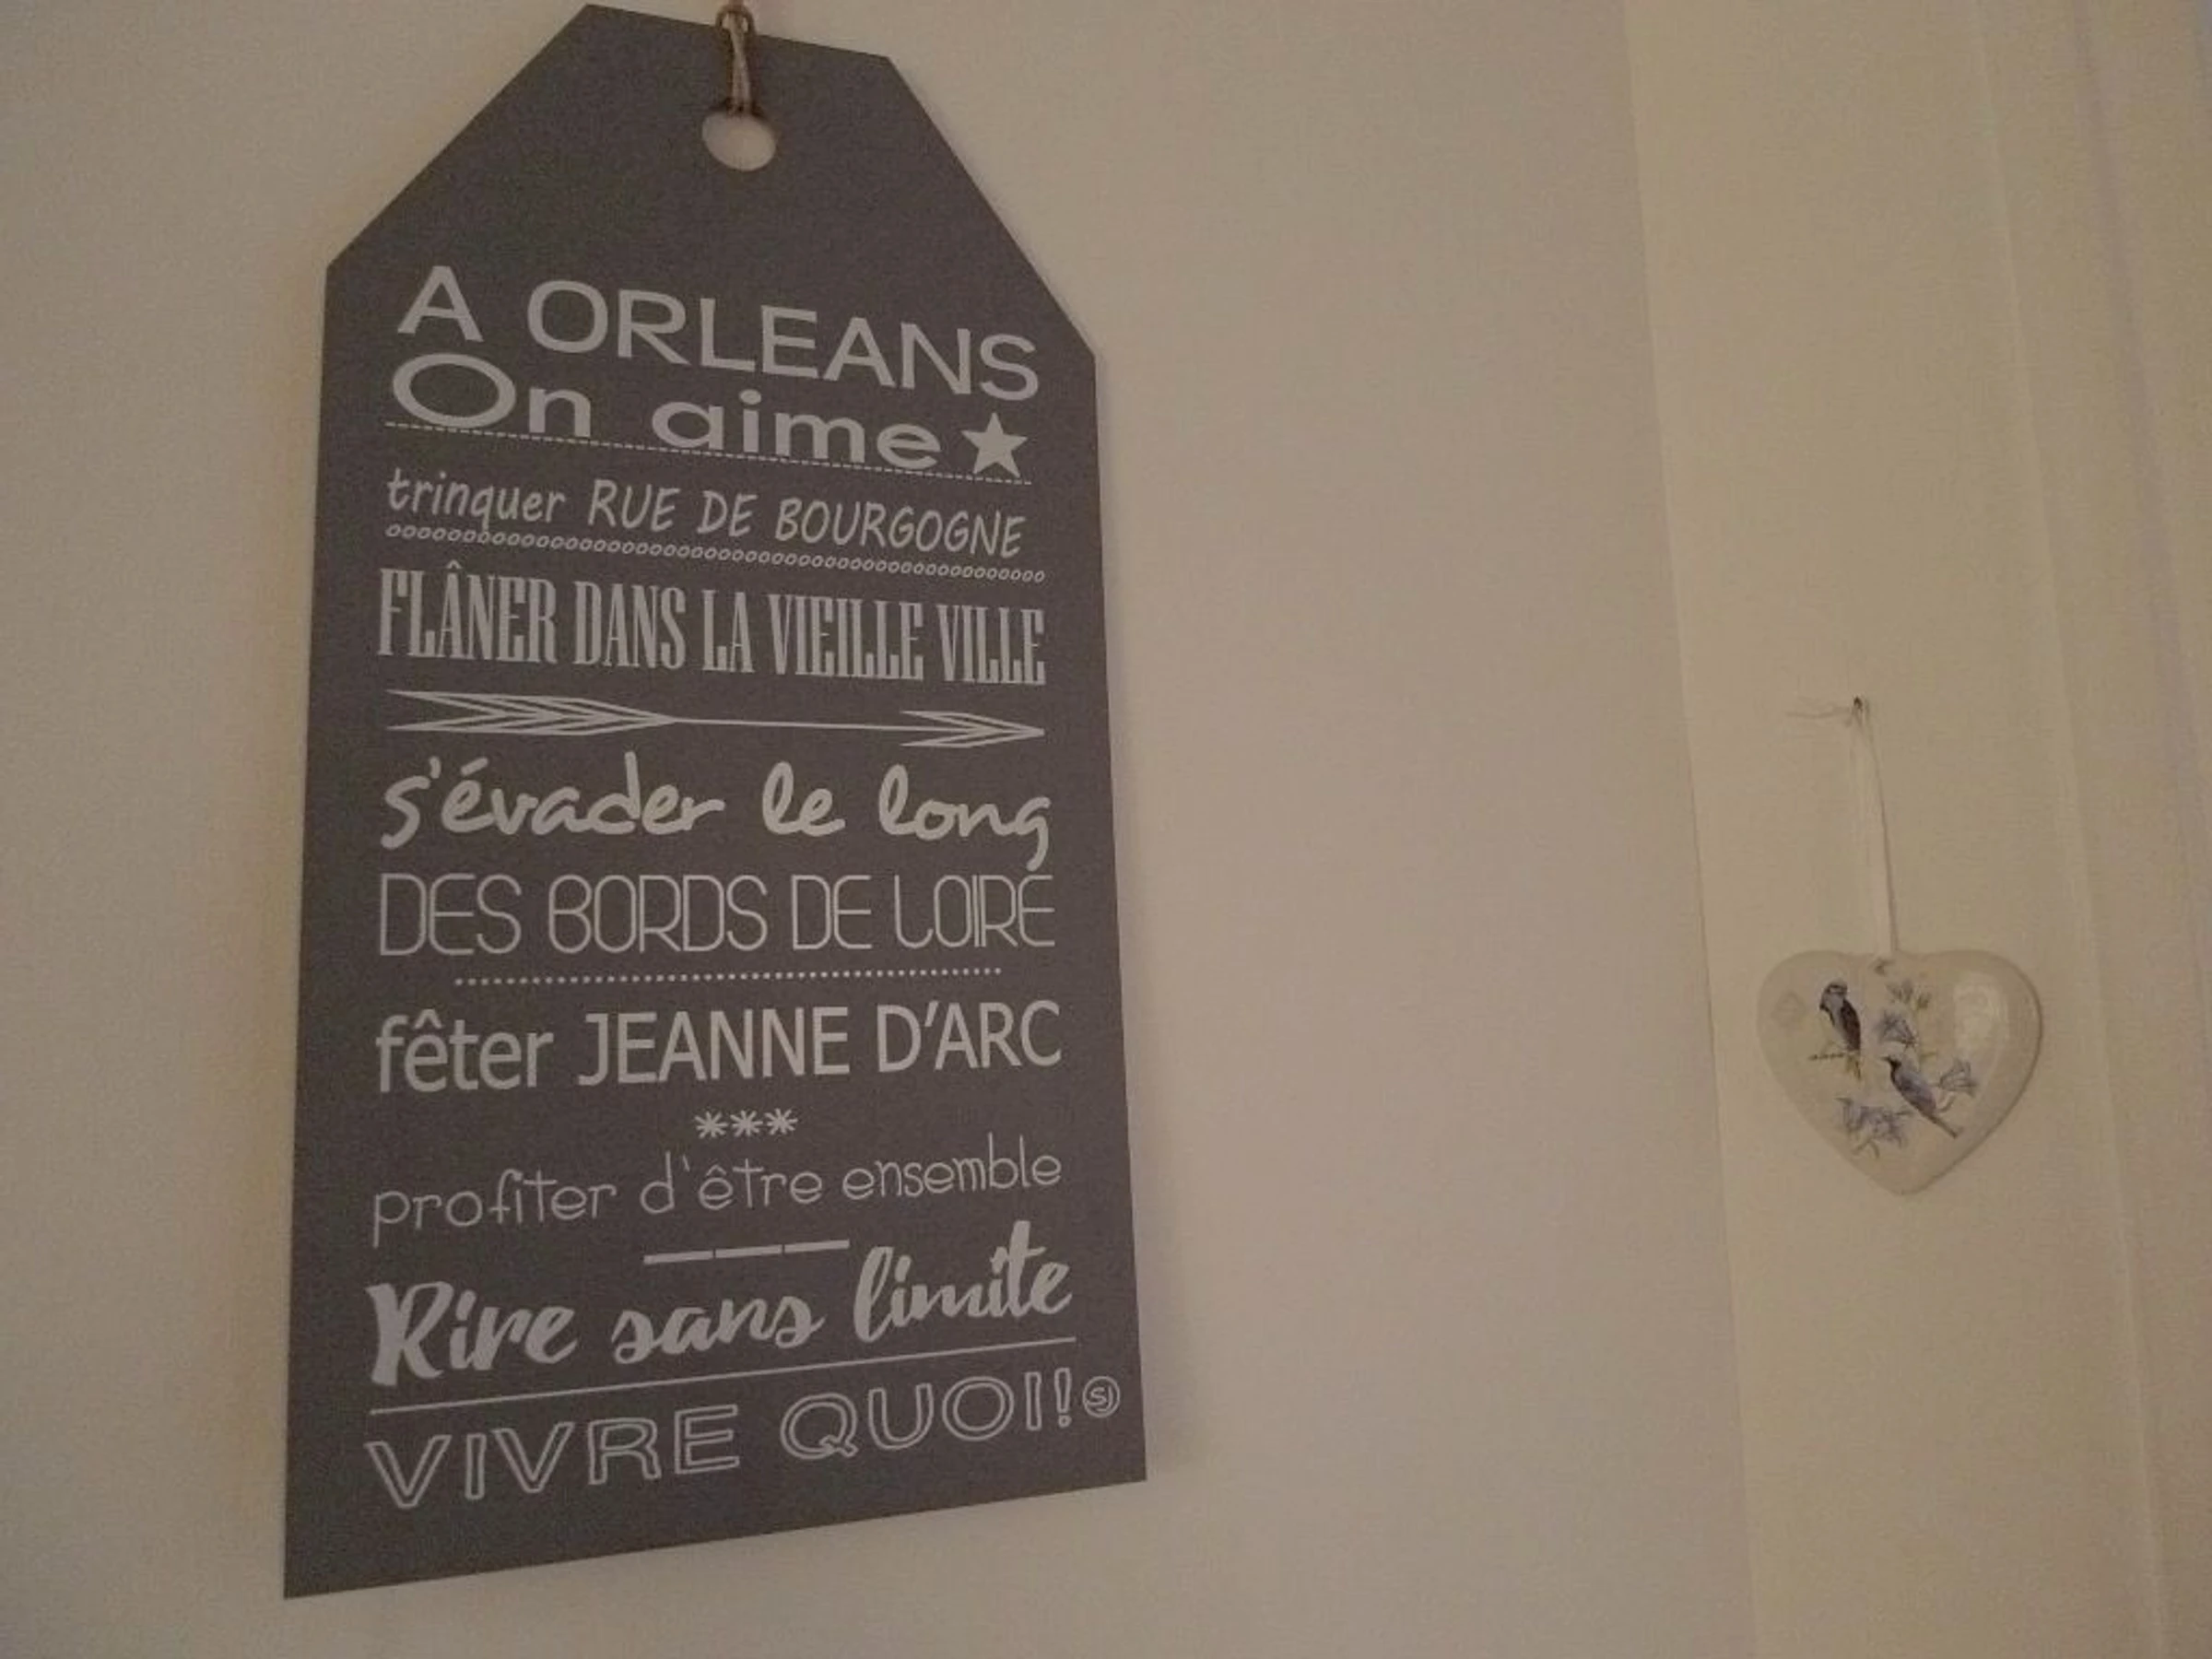 A ORLEANS
On aime
trinquer RUE DE BOURGOGNE
FLÂNER DANS LA VIEILLE VILLE
s'évader le long
DES BORDS DE LOIRE
fêter JEANNE D'ARC
***
profiter d'être ensemble
Rire sans limite
VIVRE QUOI! SJ